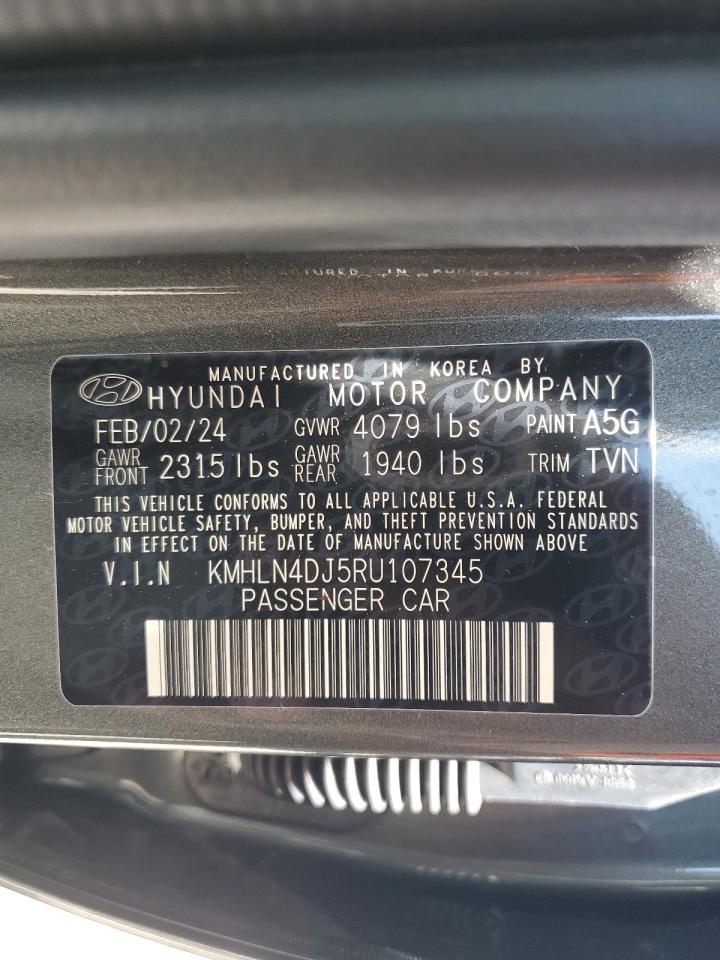 MANUFACTURED IN KOREA BY
HYUNDAI MOTOR COMPANY
FEB/02/24 GVWR 4079 lbs PAINT A5G
GAWR FRONT 2315 lbs GAWR REAR 1940 lbs TRIM TVN
THIS VEHICLE CONFORMS TO ALL APPLICABLE U.S.A. FEDERAL
MOTOR VEHICLE SAFETY, BUMPER, AND THEFT PREVENTION STANDARDS
IN EFFECT ON THE DATE OF MANUFACTURE SHOWN ABOVE
V.I.N KMHLN4DJ5RU107345
PASSENGER CAR